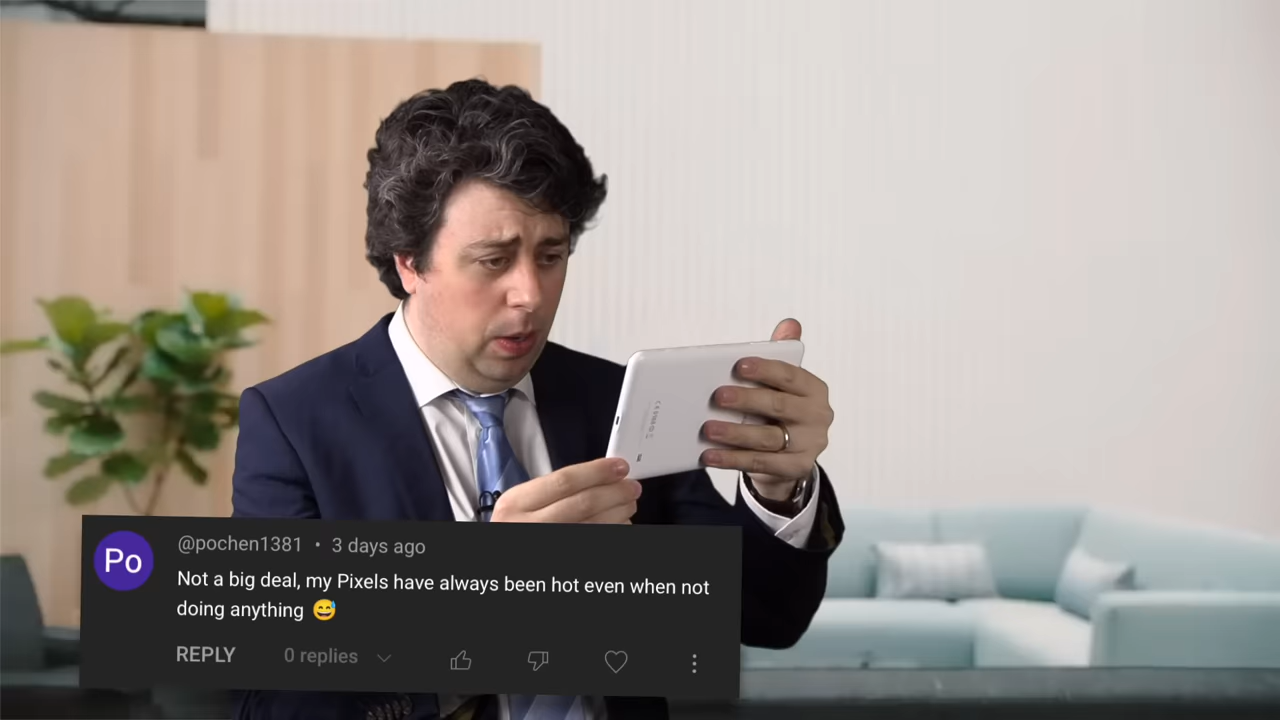 Po
@pochen1381 • 3 days ago
Not a big deal, my Pixels have always been hot even when not
doing anything 😅
REPLY
0 replies